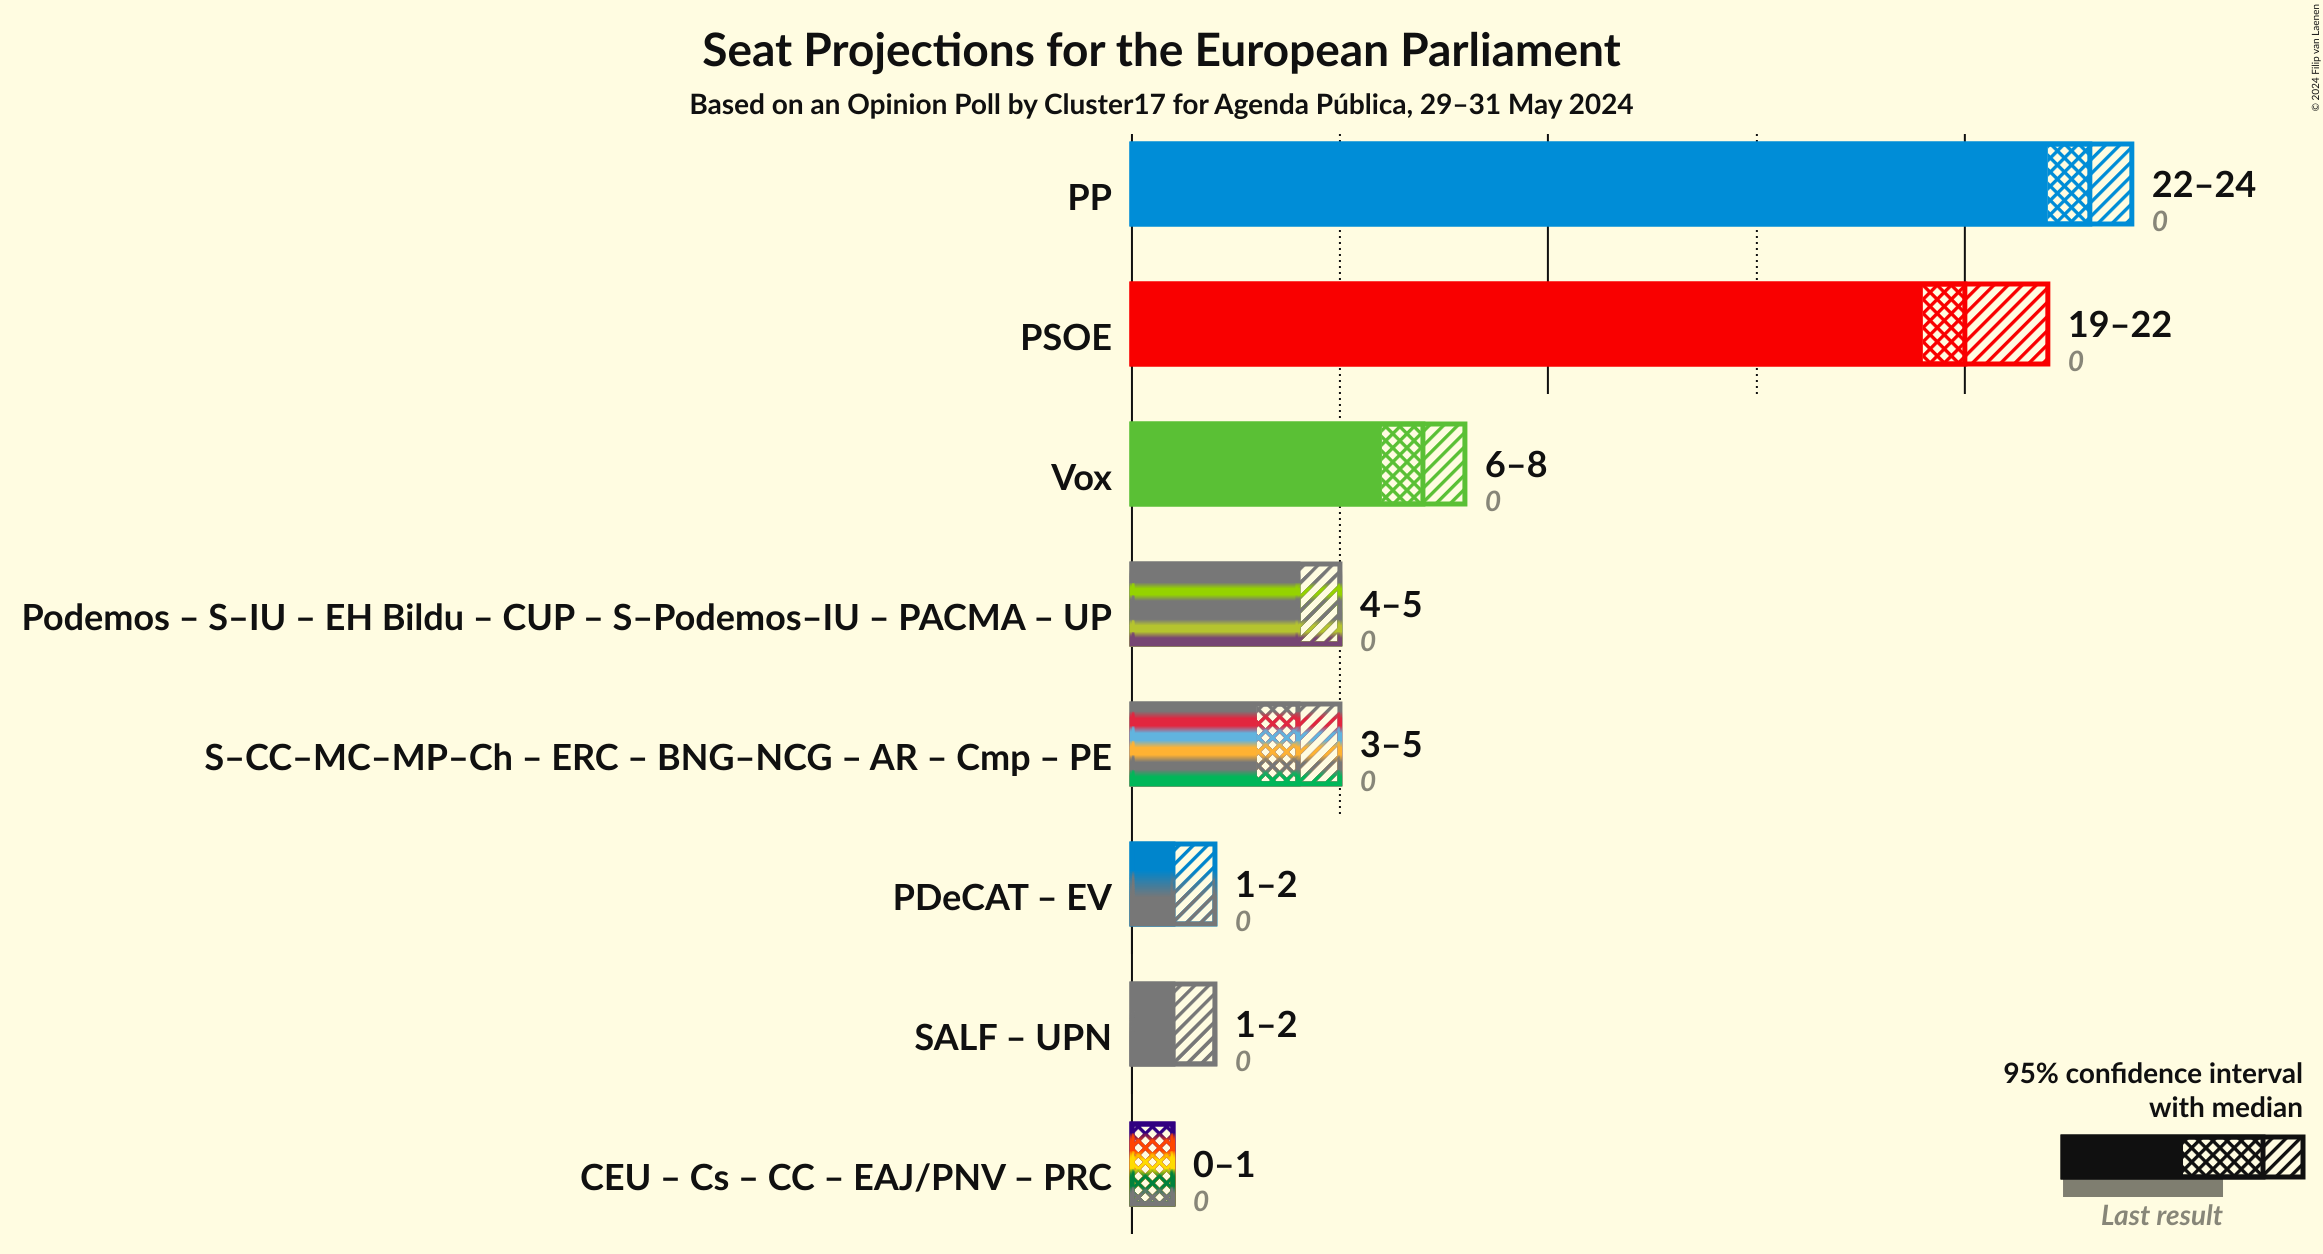 Seat Projections for the European Parliament
Based on an Opinion Poll by Cluster17 for Agenda Pública, 29–31 May 2024
© 2024 Filip van Laenen
PP
22–24
0
PSOE
19–22
0
Vox
6–8
0
Podemos – S–IU – EH Bildu – CUP – S–Podemos–IU – PACMA – UP
4–5
0
S–CC–MC–MP–Ch – ERC – BNG–NCG – AR – Cmp – PE
3–5
0
PDeCAT – EV
1–2
0
SALF – UPN
1–2
0
CEU – Cs – CC – EAJ/PNV – PRC
0–1
0
95% confidence interval
with median
Last result